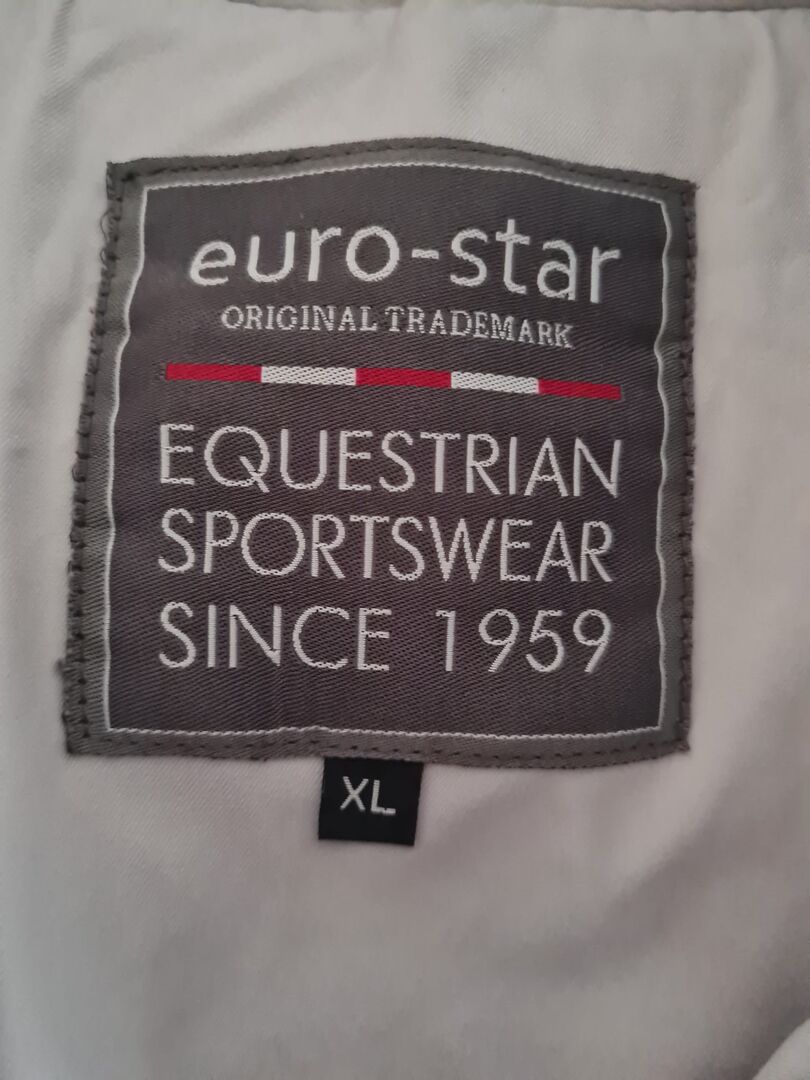 euro-star
ORIGINAL TRADEMARK
EQUESTRIAN
SPORTSWEAR
SINCE 1959
XL